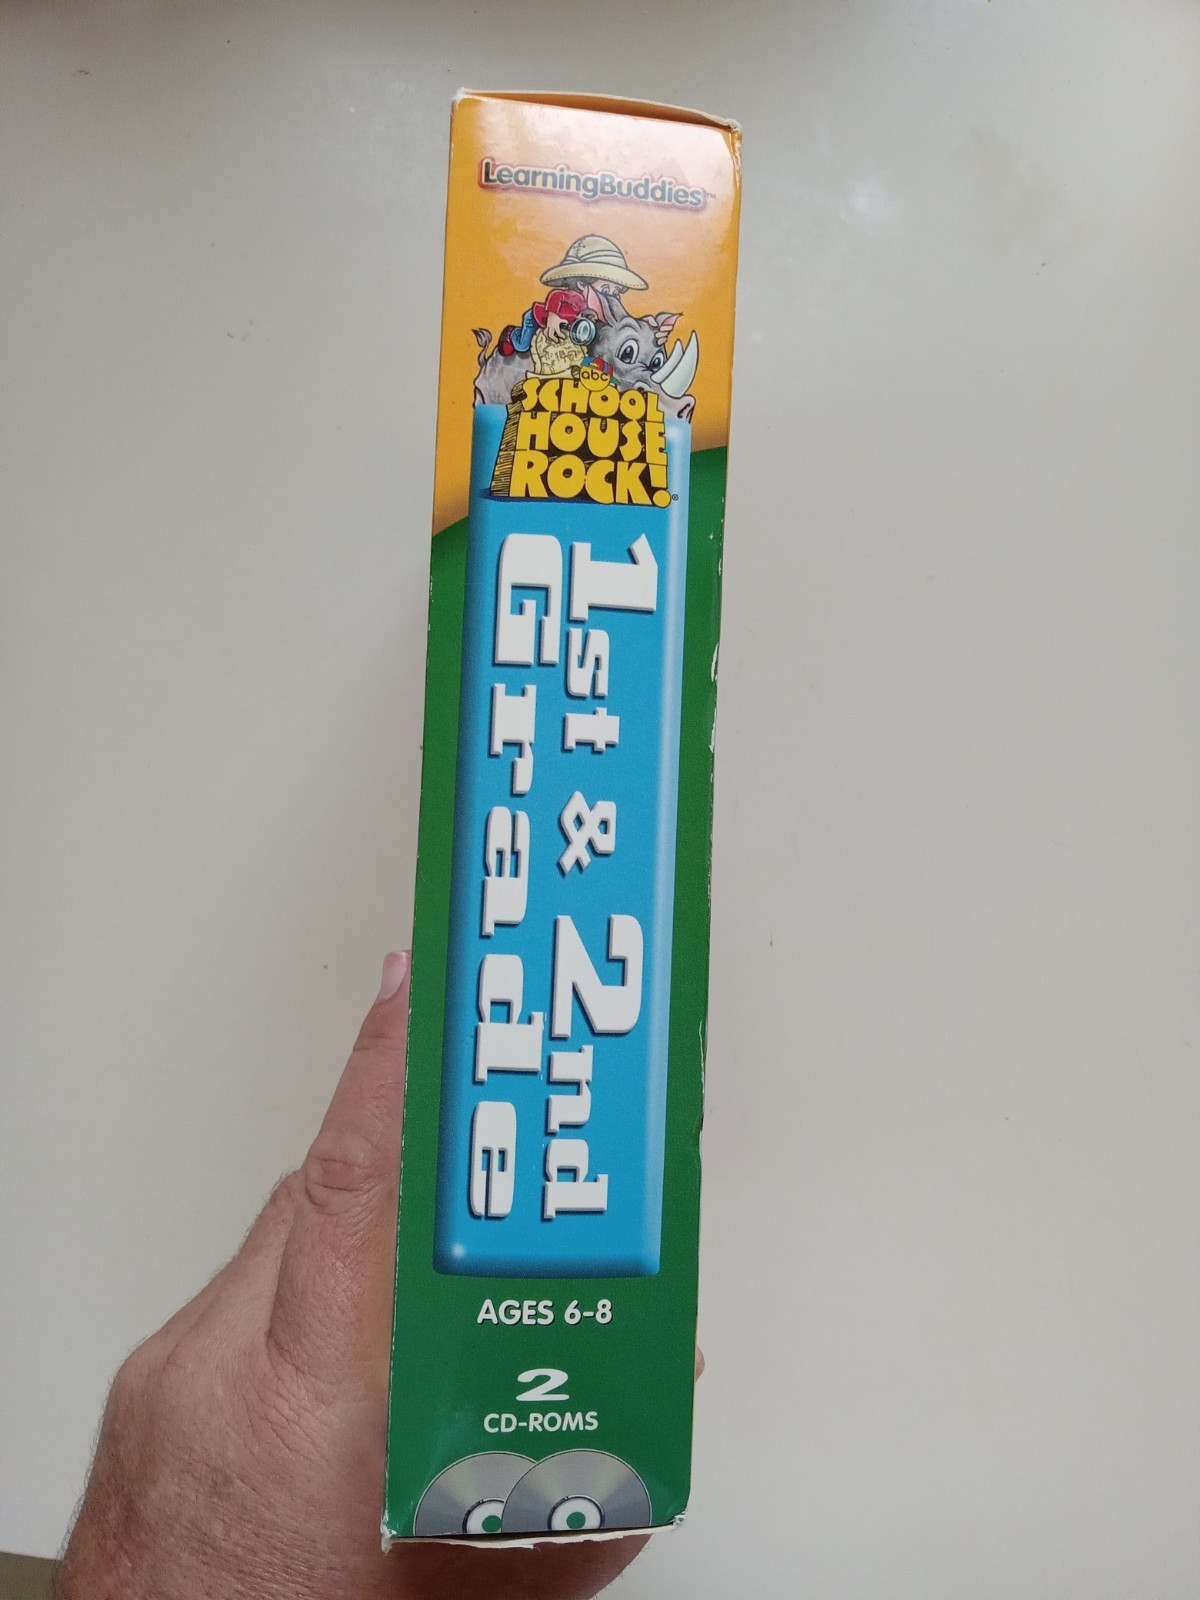 LearningBuddies™
abc
SCHOOL
HOUSE
ROCK!®
1st & 2nd
Grade
AGES 6-8
2
CD-ROMS